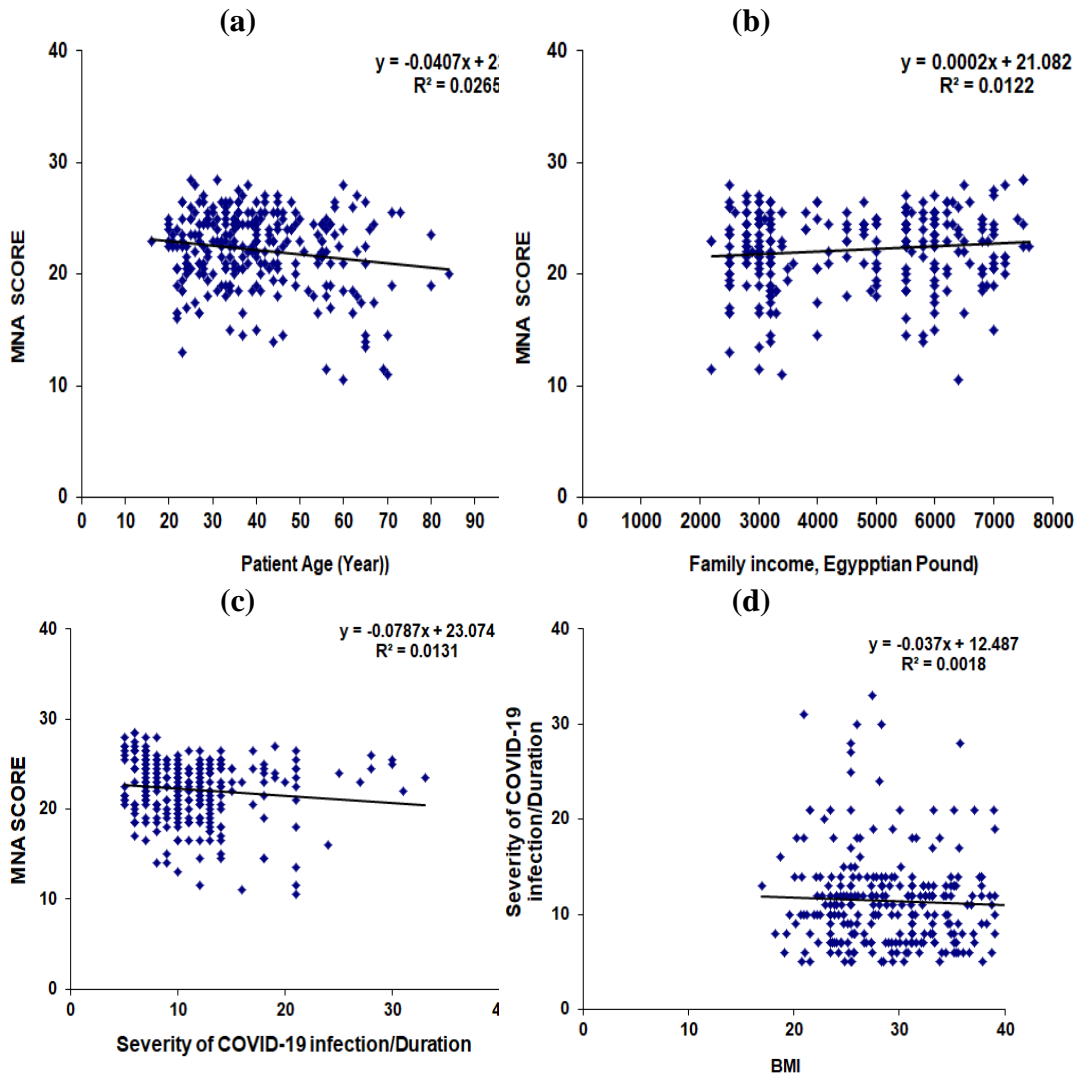 (a)
40
30
20
10
0
y = -0.0407x + 2
R² = 0.0265
MNA SCORE
0 10 20 30 40 50 60 70 80 90
Patient Age (Year))
(b)
40
30
20
10
0
y = 0.0002x + 21.082
R² = 0.0122
MNA SCORE
0 1000 2000 3000 4000 5000 6000 7000 8000
Family income, Egypptian Pound)
(c)
40
30
20
10
0
y = -0.0787x + 23.074
R² = 0.0131
MNA SCORE
0 10 20 30 4
Severity of COVID-19 infection/Duration
(d)
40
30
20
10
0
y = -0.037x + 12.487
R² = 0.0018
Severity of COVID-19
infection/Duration
0 10 20 30 40
BMI